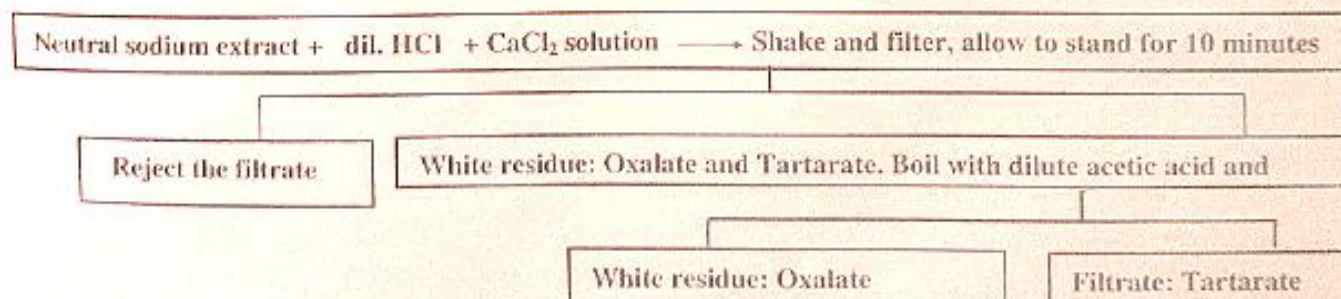 Neutral sodium extract + dil. HCl + CaCl₂ solution ⟶ Shake and filter, allow to stand for 10 minutes
Reject the filtrate
White residue: Oxalate and Tartarate. Boil with dilute acetic acid and
White residue: Oxalate
Filtrate: Tartarate